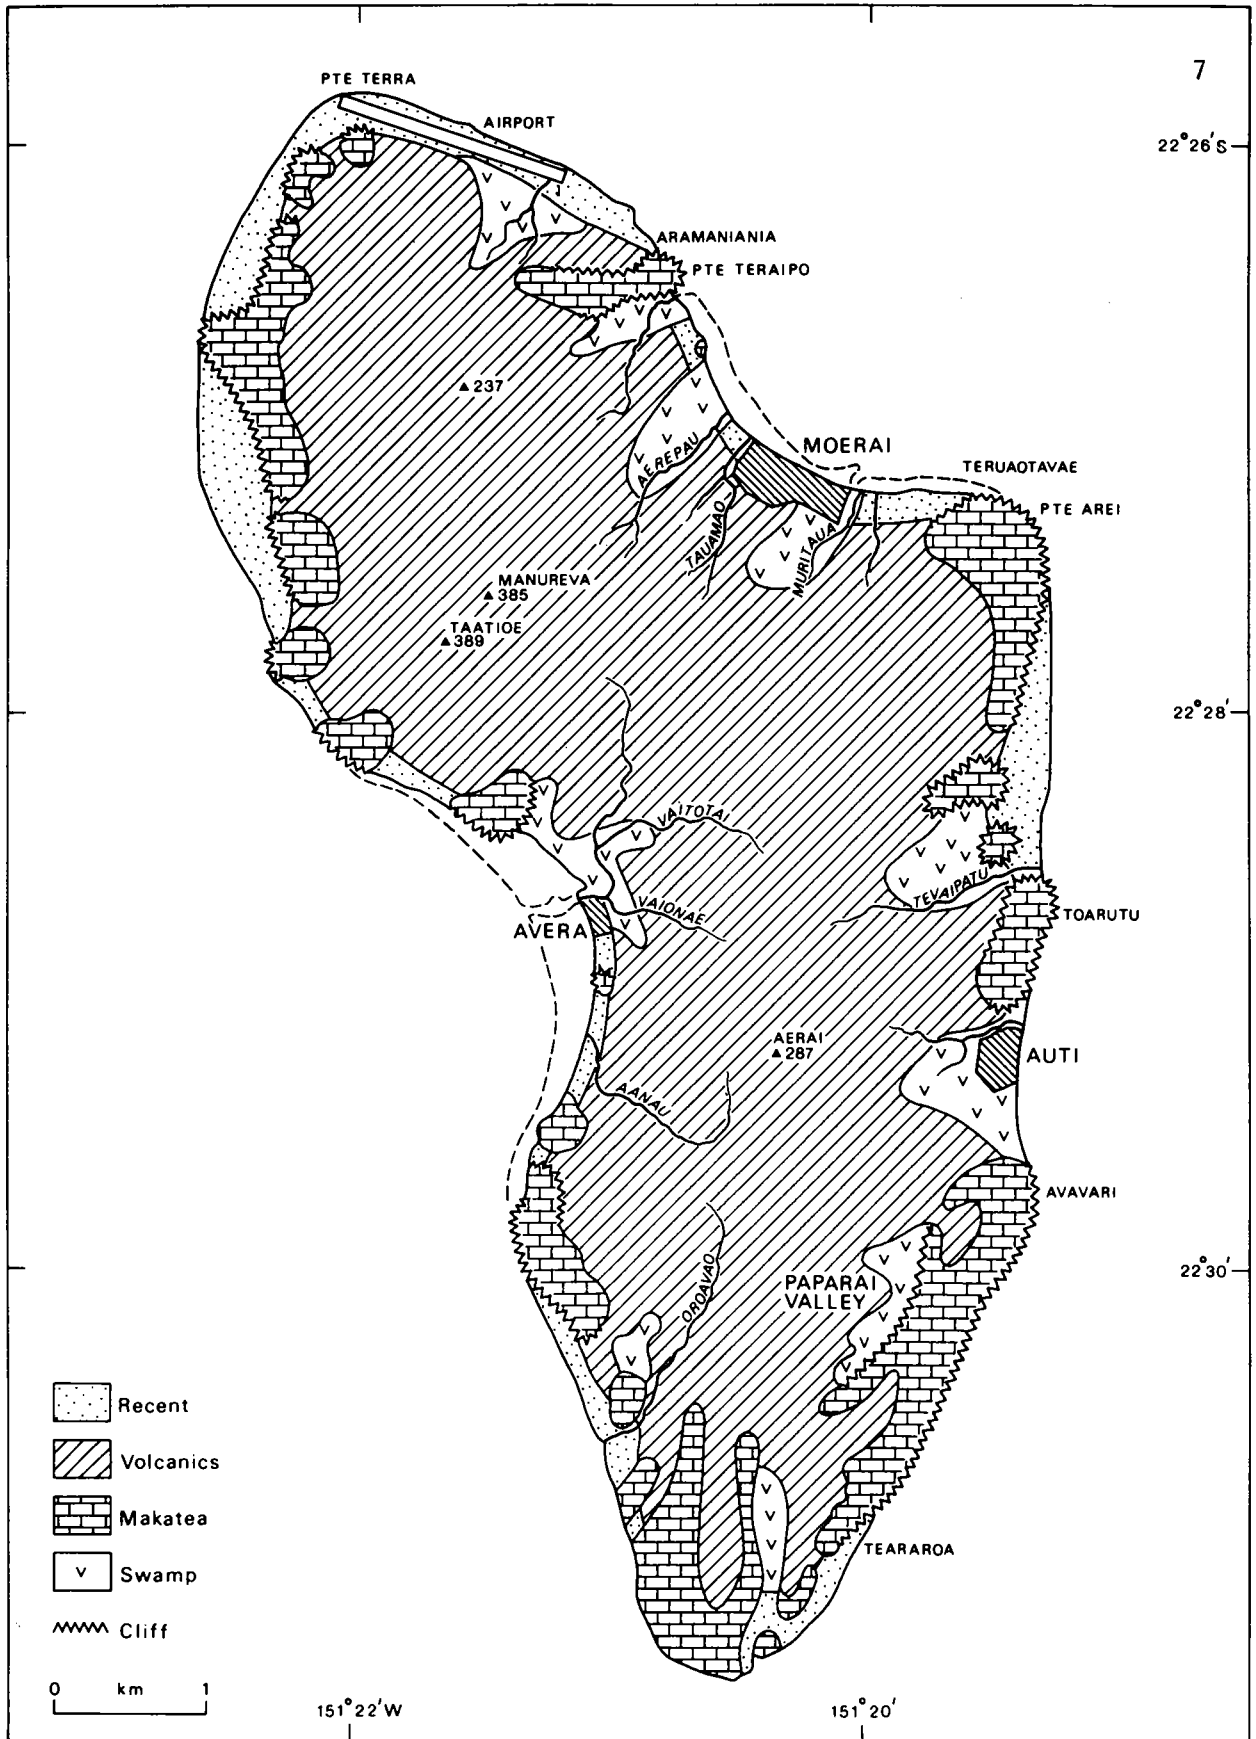 7
PTE TERRA
AIRPORT
22°26'S
ARAMANIANIA
PTE TERAIPO
237
MOERAI
AEREPAU
TERUAOTAVAE
PTE AREI
TAUAMAO
MURITAUA
MANUREVA
385
TAATIOE
389
22°28'
VAITOTAI
TEVAIPATU
VAIONAE
AVERA
TOARUTU
AERAI
287
AUTI
AANAU
AVAVARI
22°30'
OROAVAO
PAPARAI
VALLEY
Recent
Volcanics
Makatea
v Swamp
Cliff
TEARAROA
0 km 1
151°22'W
151°20'